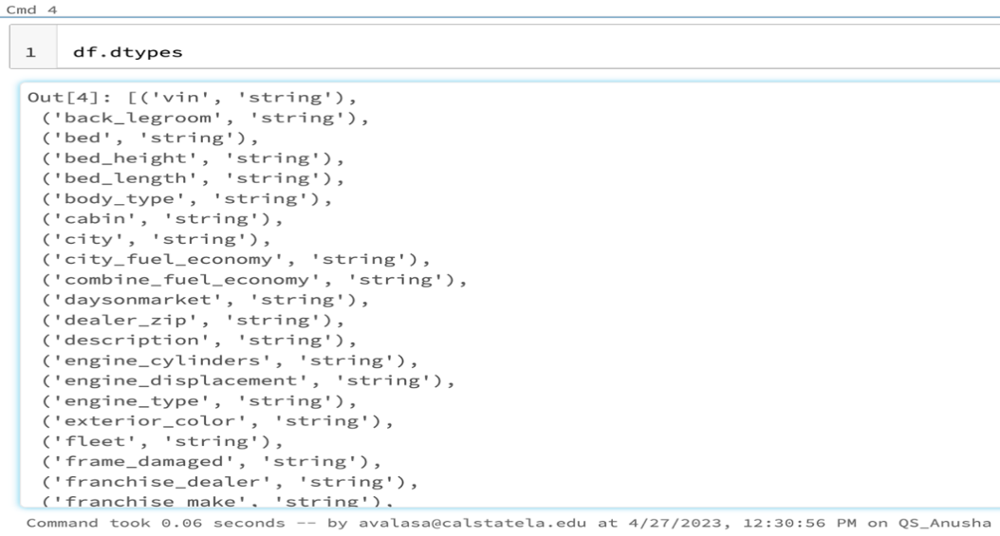 Cmd 4
1 df.dtypes
Out[4]: [('vin', 'string'),
('back_legroom', 'string'),
('bed', 'string'),
('bed_height', 'string'),
('bed_length', 'string'),
('body_type', 'string'),
('cabin', 'string'),
('city', 'string'),
('city_fuel_economy', 'string'),
('combine_fuel_economy', 'string'),
('daysonmarket', 'string'),
('dealer_zip', 'string'),
('description', 'string'),
('engine_cylinders', 'string'),
('engine_displacement', 'string'),
('engine_type', 'string'),
('exterior_color', 'string'),
('fleet', 'string'),
('frame_damaged', 'string'),
('franchise_dealer', 'string'),
('franchise_make', 'string'),
Command took 0.06 seconds -- by avalasa@calstatela.edu at 4/27/2023, 12:30:56 PM on QS_Anusha